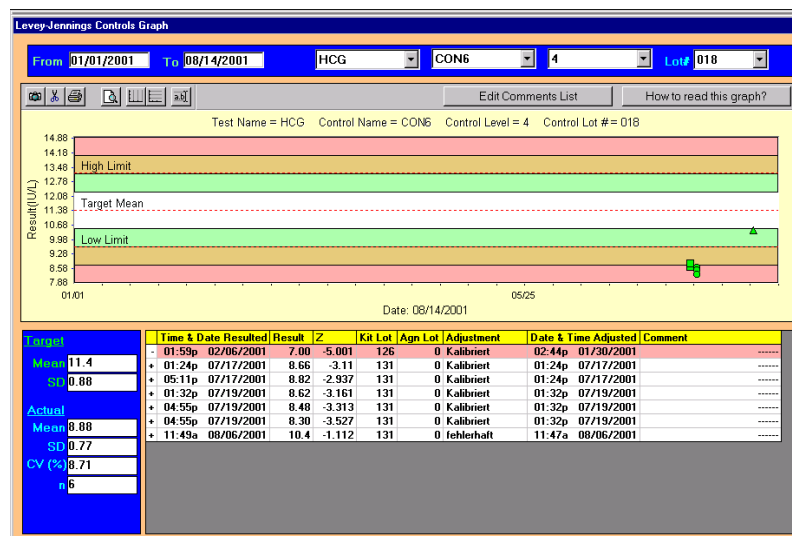 Levey-Jennings Controls Graph
From 01/01/2001 To 08/14/2001 HCG CON6 4 Lot# 018
a.b Edit Comments List How to read this graph?
Test Name = HCG Control Name = CON6 Control Level = 4 Control Lot # = 018
Result(IU/L)
14.88
14.18
13.48 High Limit
12.78
12.08 Target Mean
11.38
10.68
9.98 Low Limit
9.28
8.58
7.88
01/01 05/25
Date: 08/14/2001
Target
Mean 11.4
SD 0.88
Actual
Mean 8.88
SD 0.77
CV (%) 8.71
n 6
Time & Date Resulted Result Z Kit Lot Agn Lot Adjustment Date & Time Adjusted Comment
- 01:59p 02/06/2001 7.00 -5.001 126 0 Kalibriert 02:44p 01/30/2001 ------
+ 01:24p 07/17/2001 8.66 -3.11 131 0 Kalibriert 01:24p 07/17/2001 ------
+ 05:11p 07/17/2001 8.82 -2.937 131 0 Kalibriert 01:24p 07/17/2001 ------
+ 01:32p 07/19/2001 8.62 -3.161 131 0 Kalibriert 01:32p 07/19/2001 ------
+ 04:55p 07/19/2001 8.48 -3.313 131 0 Kalibriert 01:32p 07/19/2001 ------
+ 04:55p 07/19/2001 8.30 -3.527 131 0 Kalibriert 01:32p 07/19/2001 ------
+ 11:49a 08/06/2001 10.4 -1.112 131 0 fehlerhaft 11:47a 08/06/2001 ------